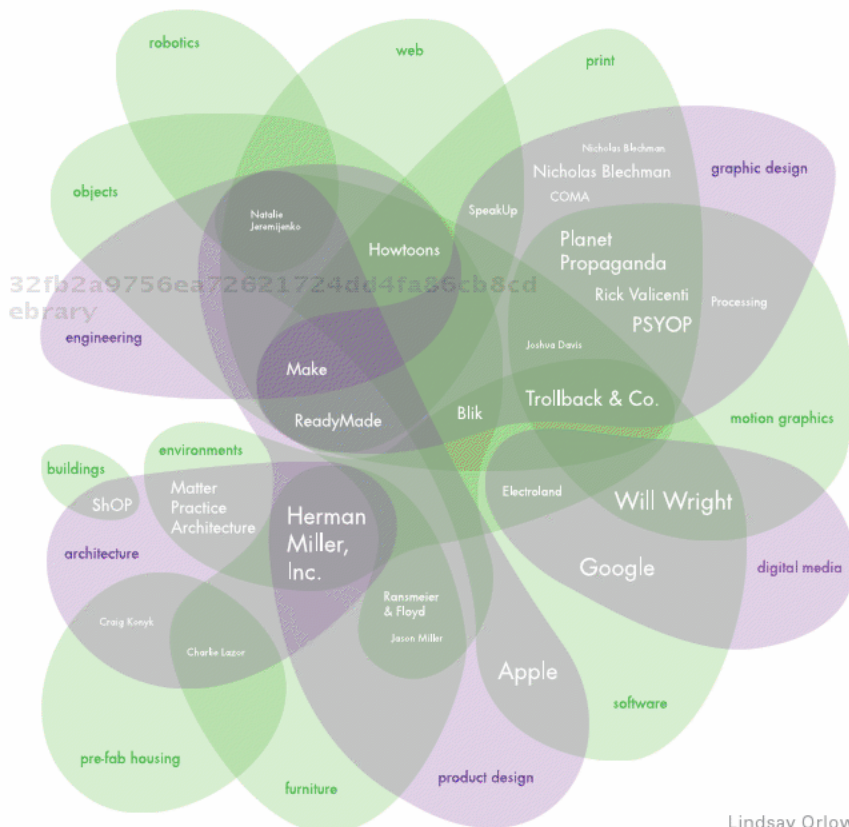 robotics
web
print
Nicholas Blechman
graphic design
Nicholas Blechman
objects
COMA
SpeakUp
Natalie
Jeremijenko
Howtoons
Planet
Propaganda
32fb2a9756ea72621724dd4fa86cb8cd
ebrary
Rick Valicenti
Processing
PSYOP
engineering
Joshua Davis
Make
Trollback & Co.
ReadyMade
Blik
motion graphics
environments
buildings
Matter
Practice
Architecture
ShOP
Electroland
Will Wright
Herman
Miller,
Inc.
architecture
Google
digital media
Ransmeier
& Floyd
Craig Konyk
Jason Miller
Charlie Lazor
Apple
software
pre-fab housing
product design
furniture
Lindsay Orlow